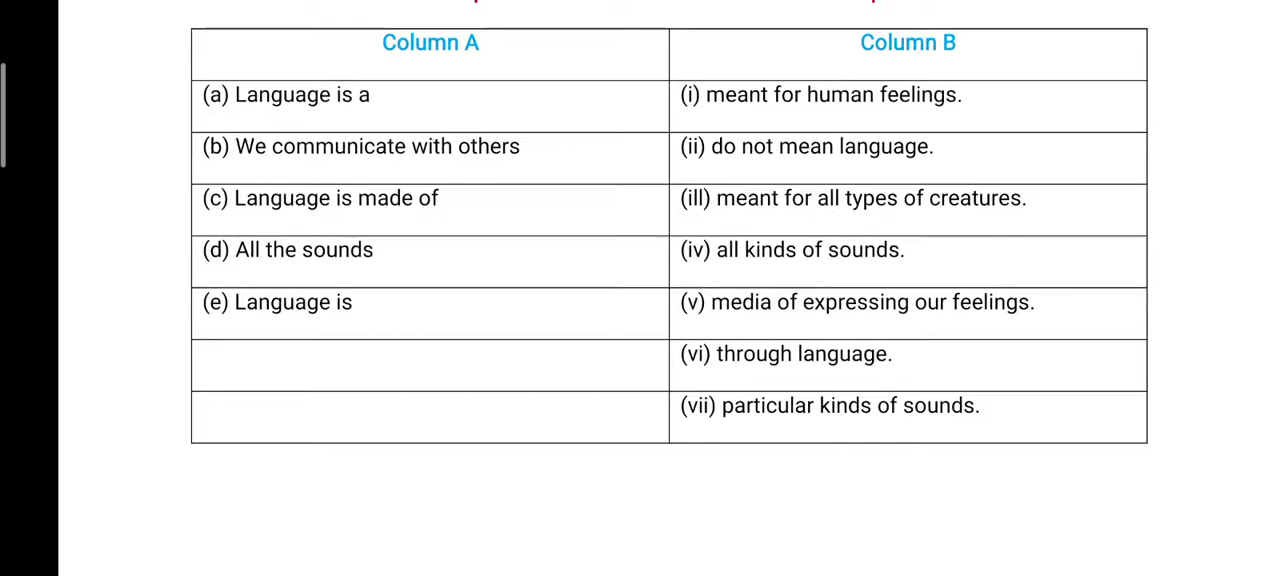 Column A Column B
(a) Language is a (i) meant for human feelings.
(b) We communicate with others (ii) do not mean language.
(c) Language is made of (ill) meant for all types of creatures.
(d) All the sounds (iv) all kinds of sounds.
(e) Language is (v) media of expressing our feelings.
(vi) through language.
(vii) particular kinds of sounds.